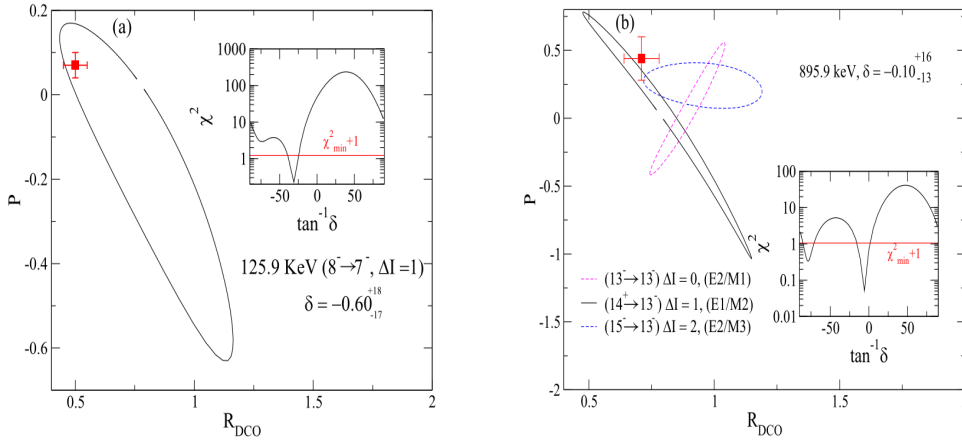 (a)
P
0.2
0
-0.2
-0.4
-0.6
0.5
1
1.5
2
R_DCO
χ²
1000
100
10
1
χ²_min+1
-50
0
50
tan⁻¹δ
125.9 KeV (8⁻→7⁻, ΔI = 1)
δ = −0.60 +18 -17
(b)
P
1
0.5
0
-0.5
-1
-1.5
-2
0.5
1
1.5
R_DCO
895.9 keV, δ = −0.10 +16 -13
χ²
100
10
1
0.1
0.01
χ²_min+1
-50
0
50
tan⁻¹δ
(13⁻→13⁻) ΔI = 0, (E2/M1)
(14⁺→13⁻) ΔI = 1, (E1/M2)
(15⁻→13⁻) ΔI = 2, (E2/M3)